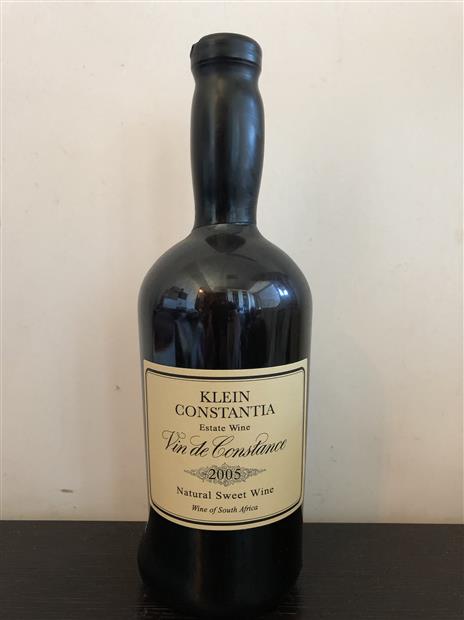 KLEIN
CONSTANTIA
Estate Wine
Vin de Constance
2005
Natural Sweet Wine
Wine of South Africa